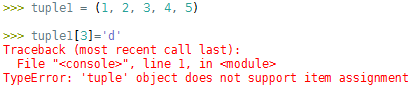 >>> tuple1 = (1, 2, 3, 4, 5)
>>> tuple1[3]='d'
Traceback (most recent call last):
  File "<console>", line 1, in <module>
TypeError: 'tuple' object does not support item assignment